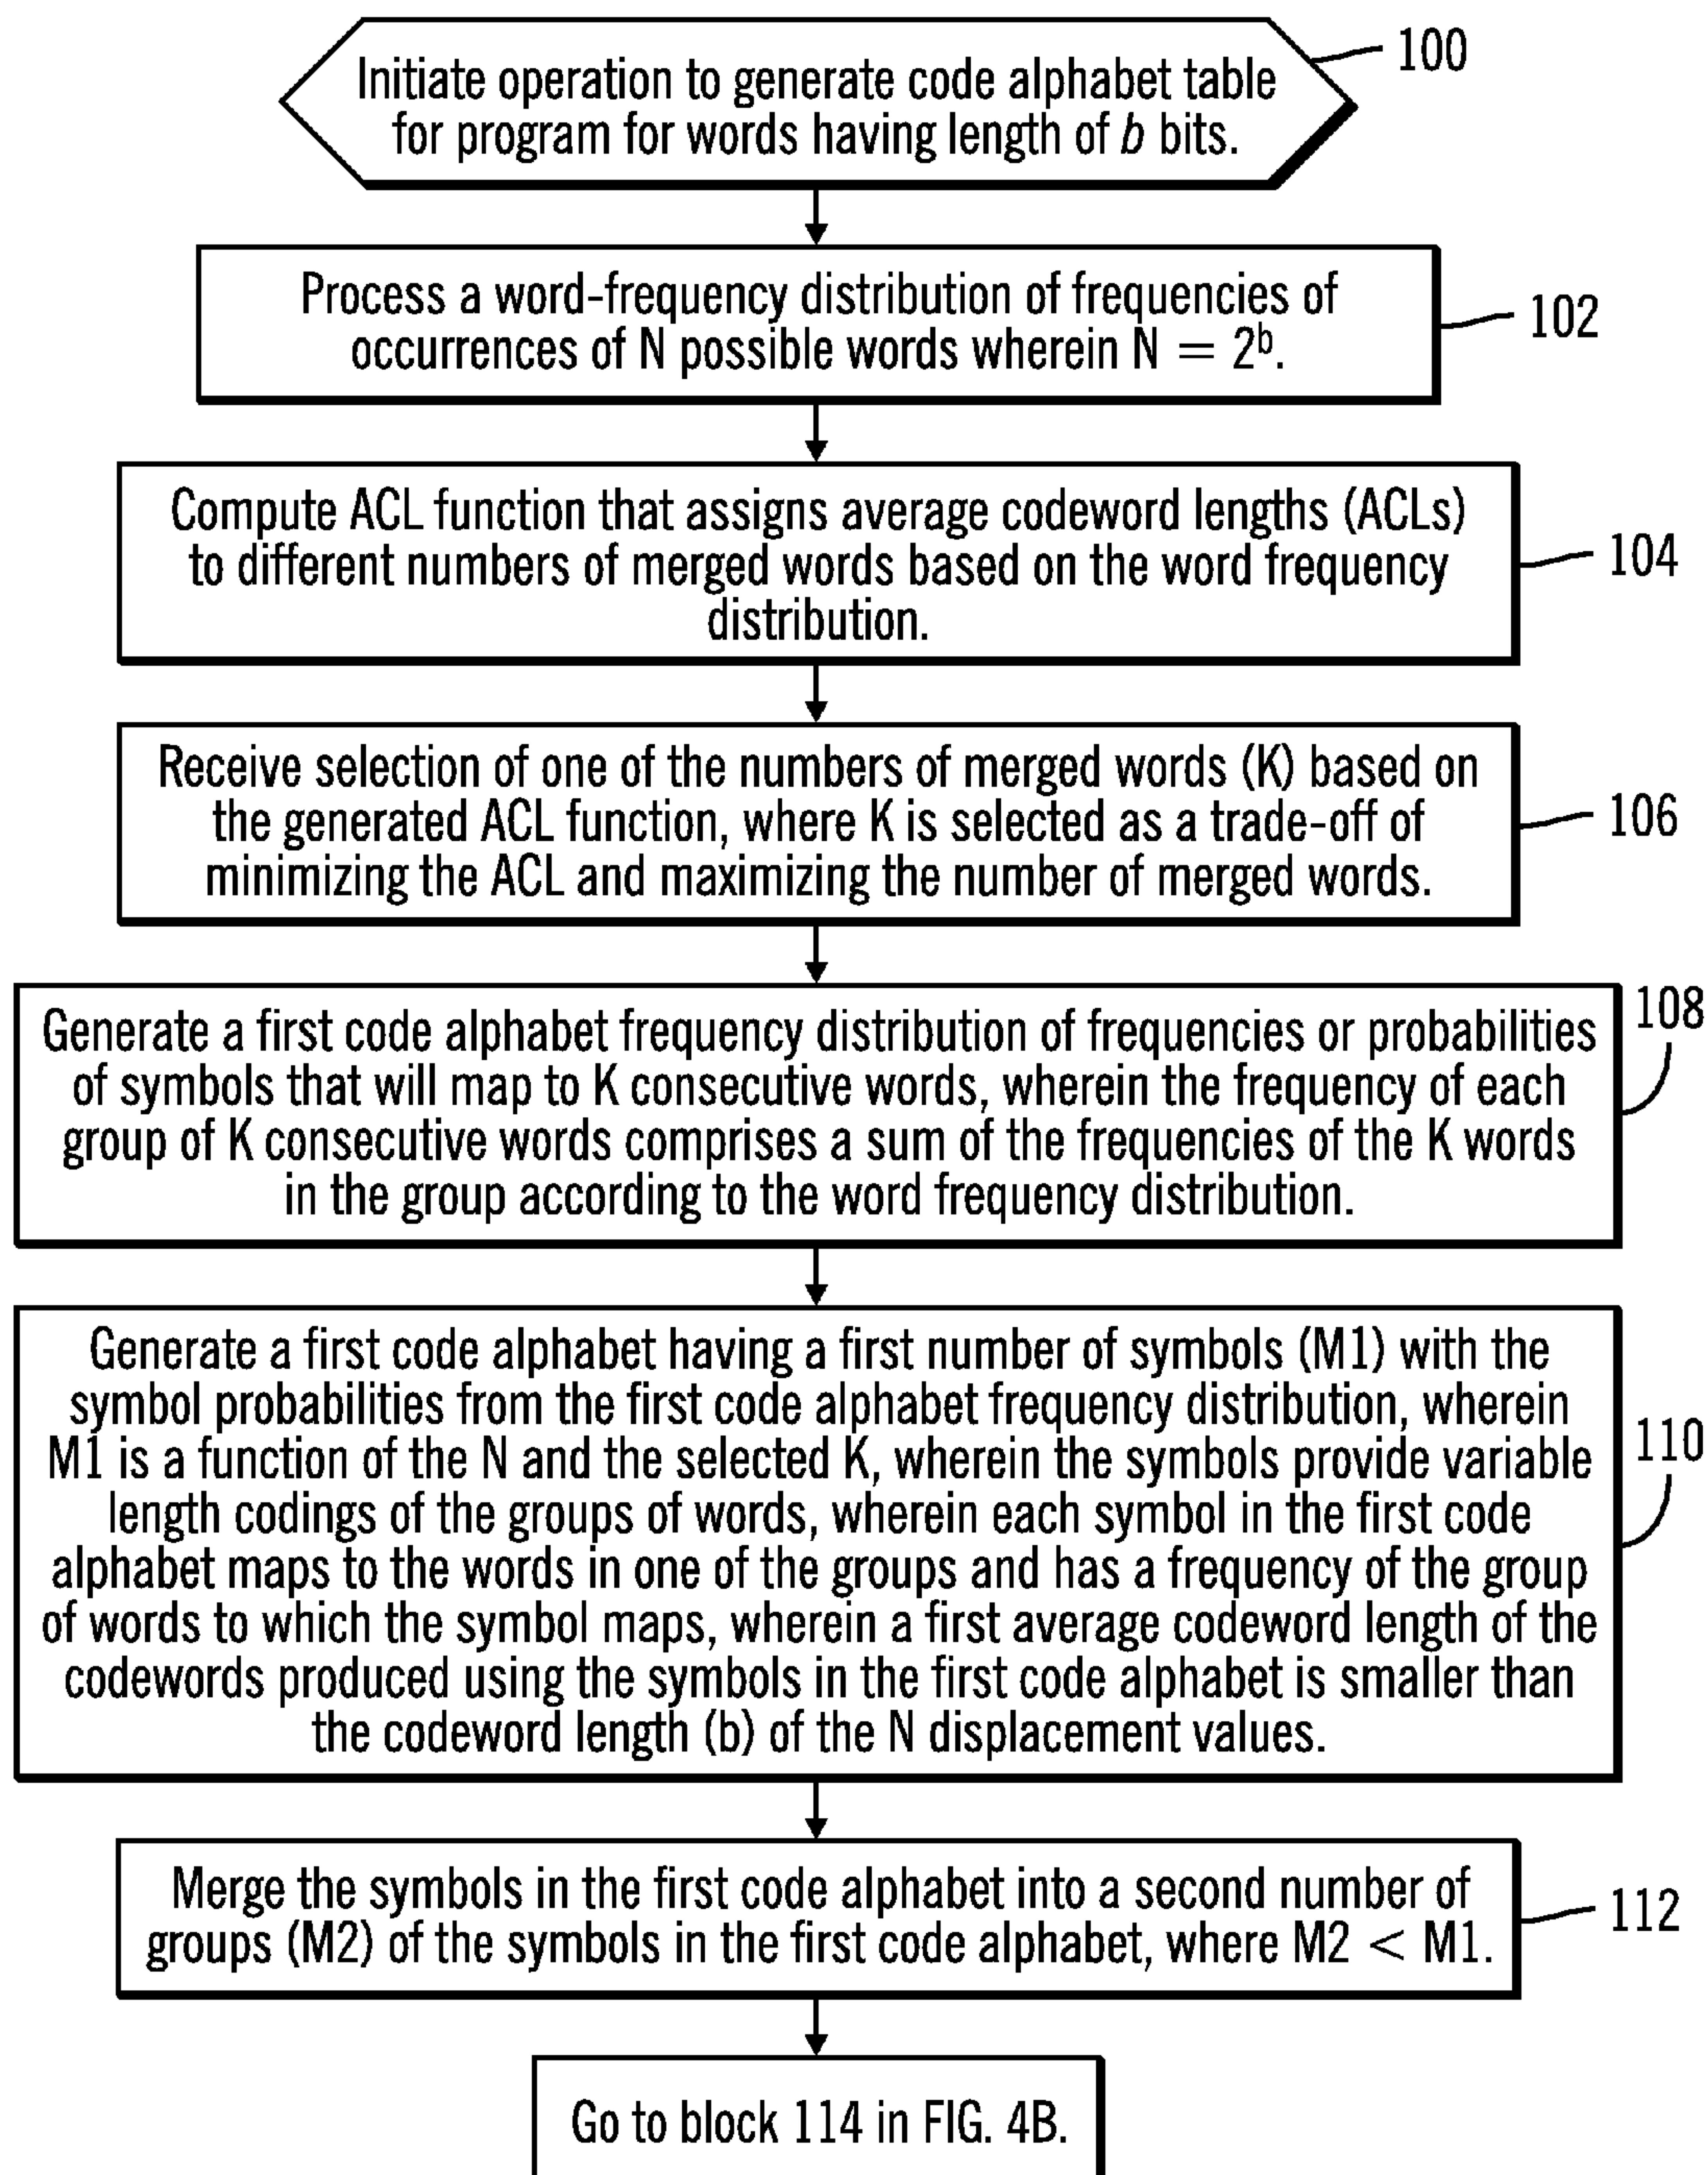 Initiate operation to generate code alphabet table
for program for words having length of b bits.
100
Process a word-frequency distribution of frequencies of
occurrences of N possible words wherein N = 2ᵇ.
102
Compute ACL function that assigns average codeword lengths (ACLs)
to different numbers of merged words based on the word frequency
distribution.
104
Receive selection of one of the numbers of merged words (K) based on
the generated ACL function, where K is selected as a trade-off of
minimizing the ACL and maximizing the number of merged words.
106
Generate a first code alphabet frequency distribution of frequencies or probabilities
of symbols that will map to K consecutive words, wherein the frequency of each
group of K consecutive words comprises a sum of the frequencies of the K words
in the group according to the word frequency distribution.
108
Generate a first code alphabet having a first number of symbols (M1) with the
symbol probabilities from the first code alphabet frequency distribution, wherein
M1 is a function of the N and the selected K, wherein the symbols provide variable
length codings of the groups of words, wherein each symbol in the first code
alphabet maps to the words in one of the groups and has a frequency of the group
of words to which the symbol maps, wherein a first average codeword length of the
codewords produced using the symbols in the first code alphabet is smaller than
the codeword length (b) of the N displacement values.
110
Merge the symbols in the first code alphabet into a second number of
groups (M2) of the symbols in the first code alphabet, where M2 < M1.
112
Go to block 114 in FIG. 4B.